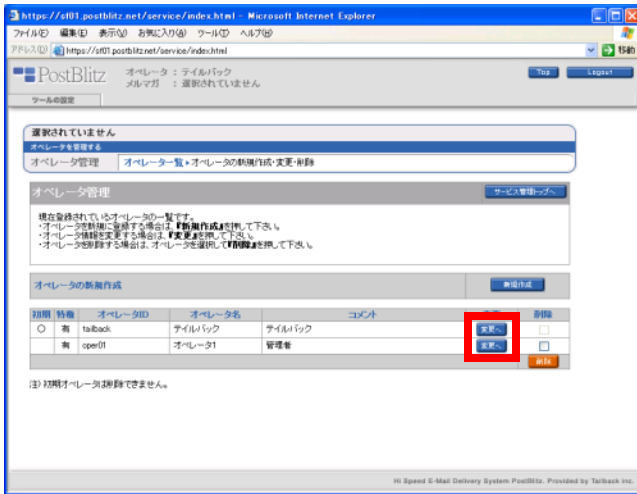 https://sf01.postblitz.net/service/index.html - Microsoft Internet Explorer
ファイル(F) 編集(E) 表示(V) お気に入り(A) ツール(T) ヘルプ(H)
アドレス(D) https://sf01.postblitz.net/service/index.html 移動
PostBlitz オペレータ : テイルバック Top Logout
メルマガ : 選択されていません
ツールの設定
選択されていません
オペレータを管理する
オペレータ管理 オペレーター一覧▶オペレータの新規作成・変更・削除
オペレータ管理 サービス管理トップへ
現在登録されているオペレータの一覧です。
・オペレータを新規に登録する場合は、『新規作成』を押して下さい。
・オペレータ情報を変更する場合は、『変更』を押して下さい。
・オペレータを削除する場合は、オペレータを選択して『削除』を押して下さい。
オペレータの新規作成 新規作成
初期 特権 オペレータID オペレータ名 コメント 変更 削除
○ 有 tailback テイルバック テイルバック 変更へ
有 oper01 オペレータ1 管理者 変更へ
削除
注) 初期オペレータは削除できません。
Hi Speed E-Mail Delivery System PostBlitz. Provided by Tailback inc.